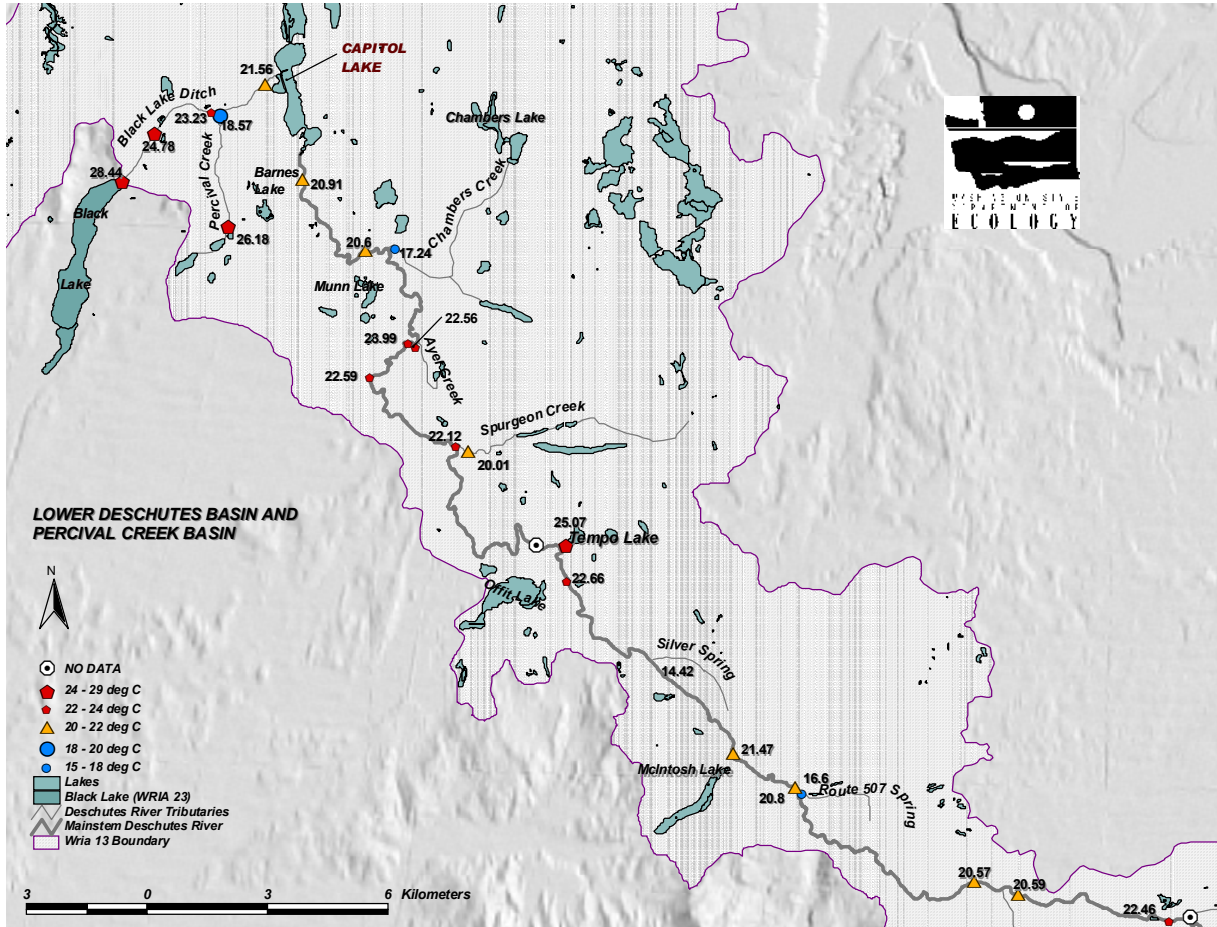 CAPITOL
LAKE
21.56
Black Lake Ditch
23.23
18.57
24.78
Chambers Lake
28.44
Percival Creek
Barnes
Lake
20.91
Chambers Creek
Black
Lake
26.18
20.6
17.24
Munn Lake
28.99
22.56
Ayer Creek
22.59
Spurgeon Creek
22.12
20.01
ECOLOGY
LOWER DESCHUTES BASIN AND
PERCIVAL CREEK BASIN
25.07
Tempo Lake
22.66
Offit Lake
Silver Spring
14.42
21.47
McIntosh Lake
16.6
20.8
Route 507 Spring
20.57
20.59
22.46
N
NO DATA
24 - 29 deg C
22 - 24 deg C
20 - 22 deg C
18 - 20 deg C
15 - 18 deg C
Lakes
Black Lake (WRIA 23)
Deschutes River Tributaries
Mainstem Deschutes River
Wria 13 Boundary
3 0 3 6 Kilometers